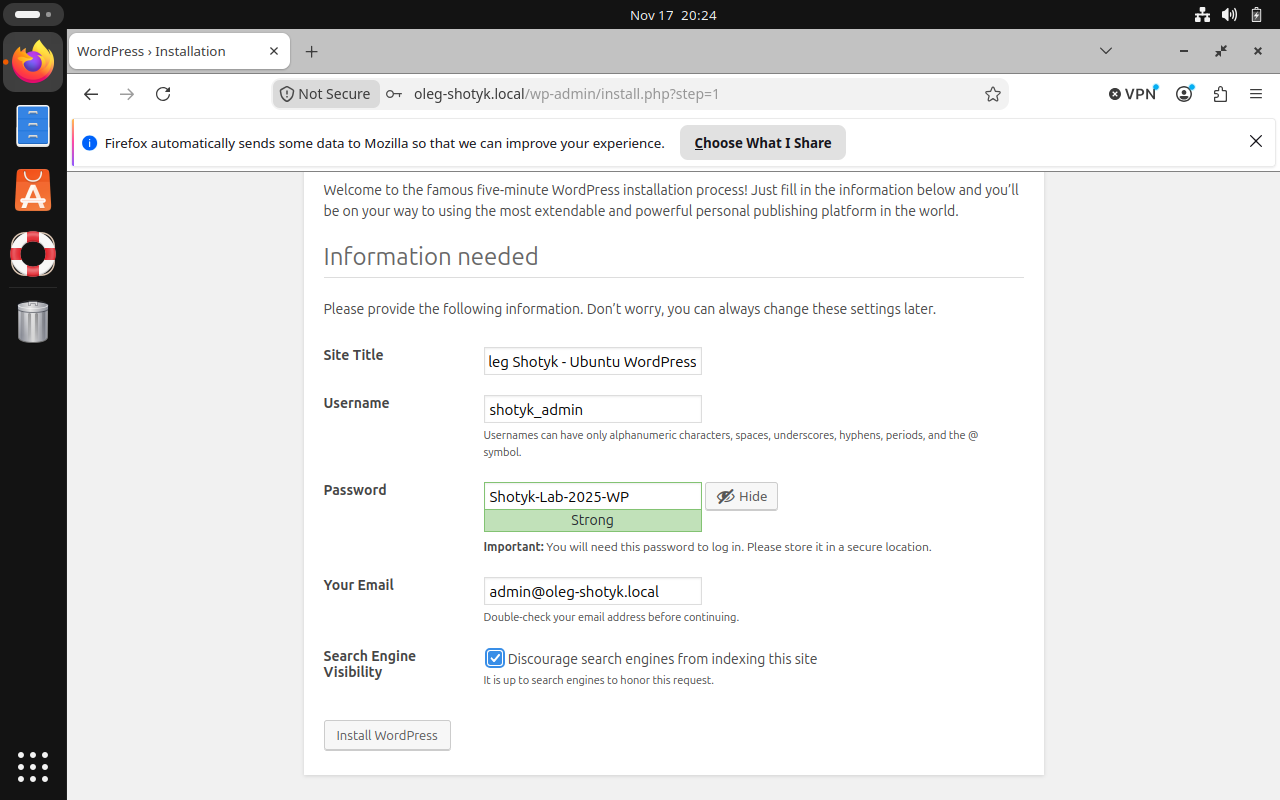 Nov 17 20:24
WordPress › Installation
Not Secure
oleg-shotyk.local/wp-admin/install.php?step=1
VPN
Firefox automatically sends some data to Mozilla so that we can improve your experience.
Choose What I Share
Welcome to the famous five-minute WordPress installation process! Just fill in the information below and you’ll
be on your way to using the most extendable and powerful personal publishing platform in the world.
Information needed
Please provide the following information. Don’t worry, you can always change these settings later.
Site Title
leg Shotyk - Ubuntu WordPress
Username
shotyk_admin
Usernames can have only alphanumeric characters, spaces, underscores, hyphens, periods, and the @
symbol.
Password
Shotyk-Lab-2025-WP
Hide
Strong
Important: You will need this password to log in. Please store it in a secure location.
Your Email
admin@oleg-shotyk.local
Double-check your email address before continuing.
Search Engine
Visibility
Discourage search engines from indexing this site
It is up to search engines to honor this request.
Install WordPress